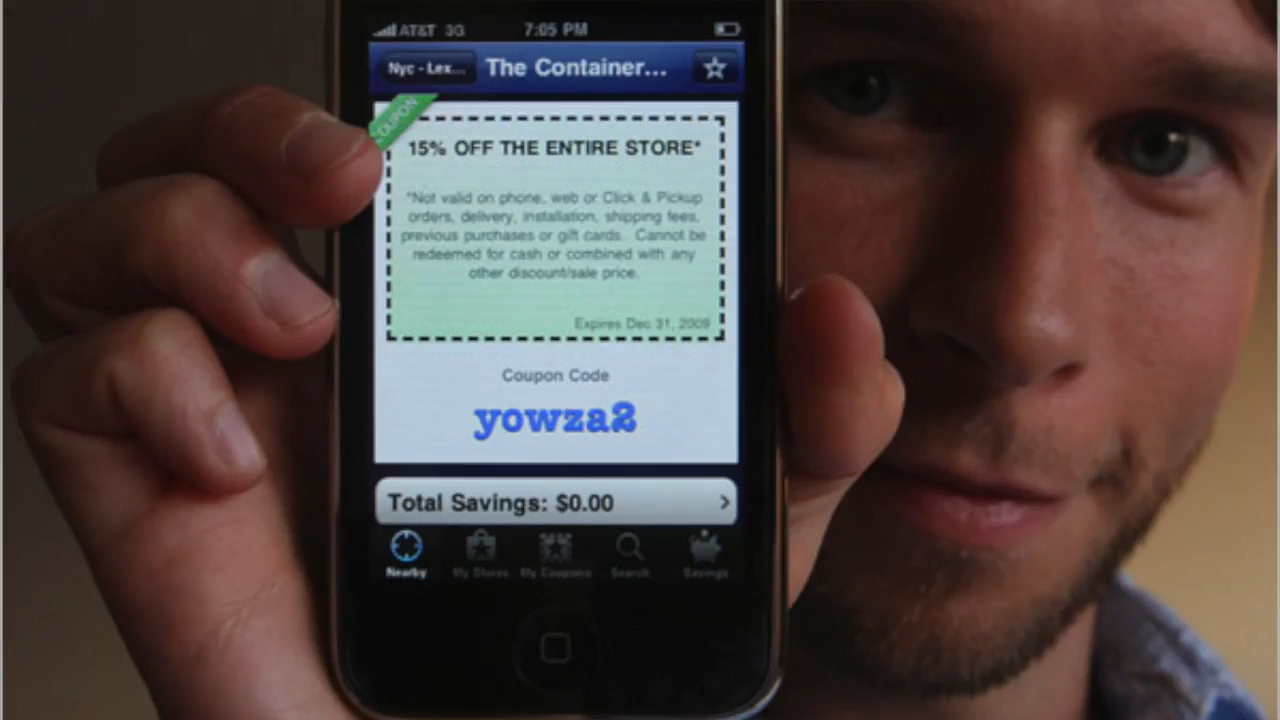 AT&T 3G 7:05 PM
Nyc - Lex... The Container...
COUPON
15% OFF THE ENTIRE STORE*
*Not valid on phone, web or Click & Pickup
orders, delivery, installation, shipping fees,
previous purchases or gift cards. Cannot be
redeemed for cash or combined with any
other discount/sale price.
Expires Dec 31, 2009
Coupon Code
yowza2
Total Savings: $0.00
Nearby My Stores My Coupons Search Savings